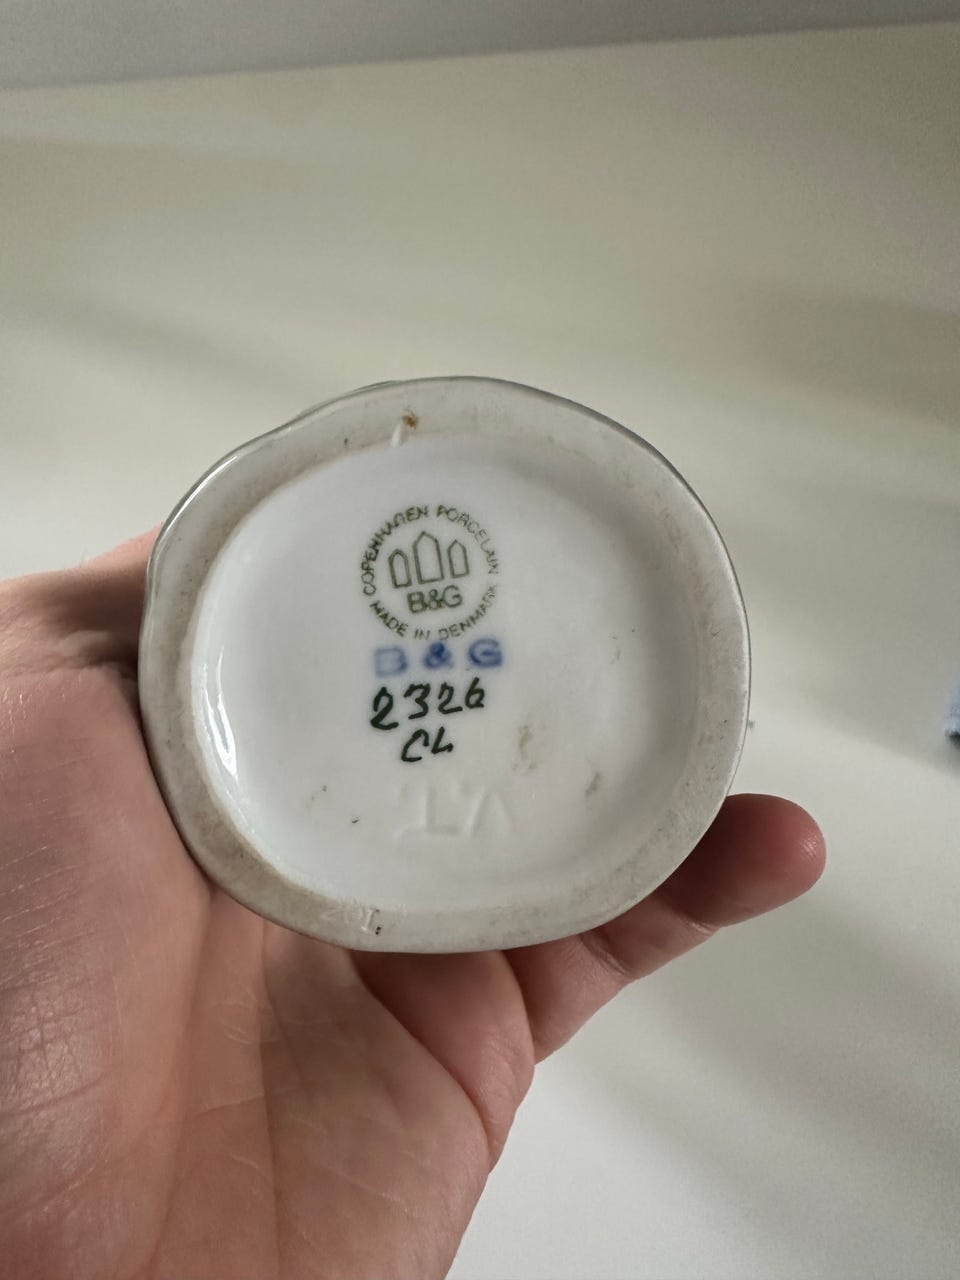 COPENHAGEN PORCELAIN
B&G
MADE IN DENMARK
B & G
2326
CL